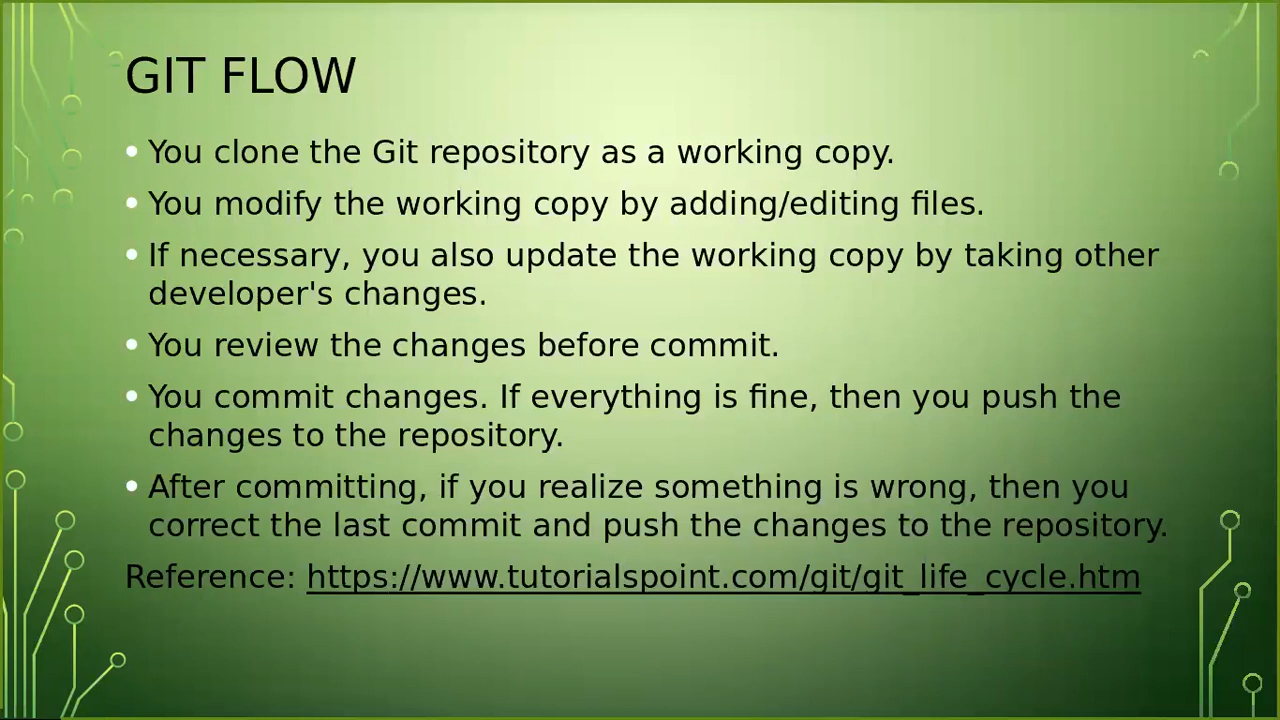 GIT FLOW
• You clone the Git repository as a working copy.
• You modify the working copy by adding/editing files.
• If necessary, you also update the working copy by taking other
developer's changes.
• You review the changes before commit.
• You commit changes. If everything is fine, then you push the
changes to the repository.
• After committing, if you realize something is wrong, then you
correct the last commit and push the changes to the repository.
Reference: https://www.tutorialspoint.com/git/git_life_cycle.htm